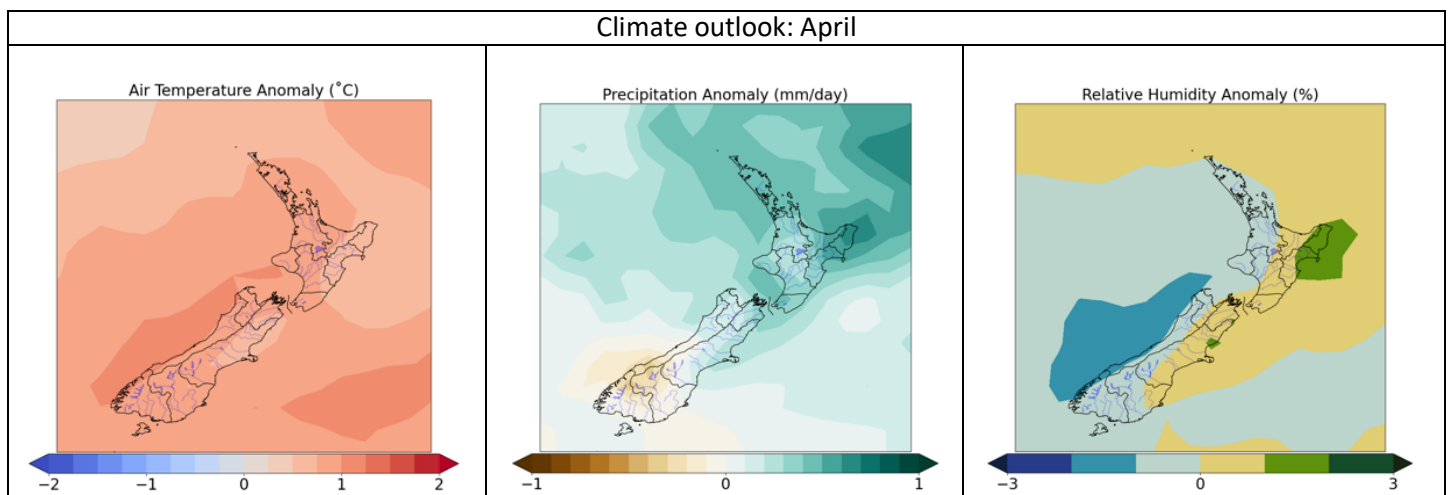 Climate outlook: April
Air Temperature Anomaly (˚C)
Precipitation Anomaly (mm/day)
Relative Humidity Anomaly (%)
−2 −1 0 1 2
−1 0 1
−3 0 3